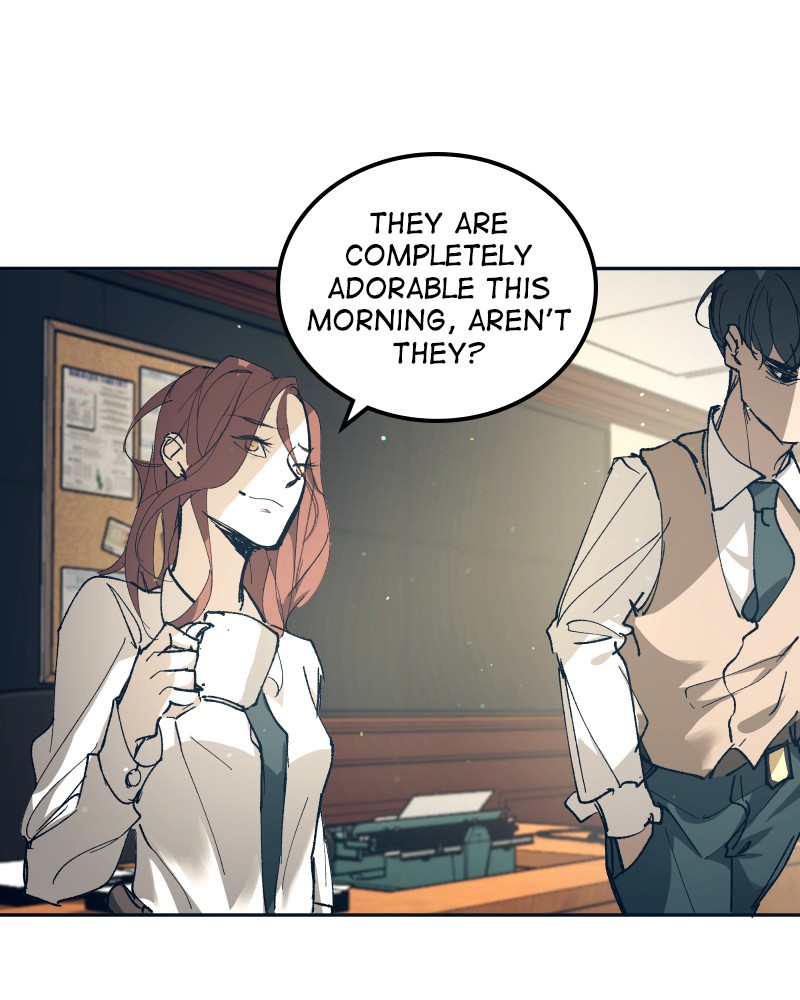 THEY ARE
COMPLETELY
ADORABLE THIS
MORNING, AREN'T
THEY?